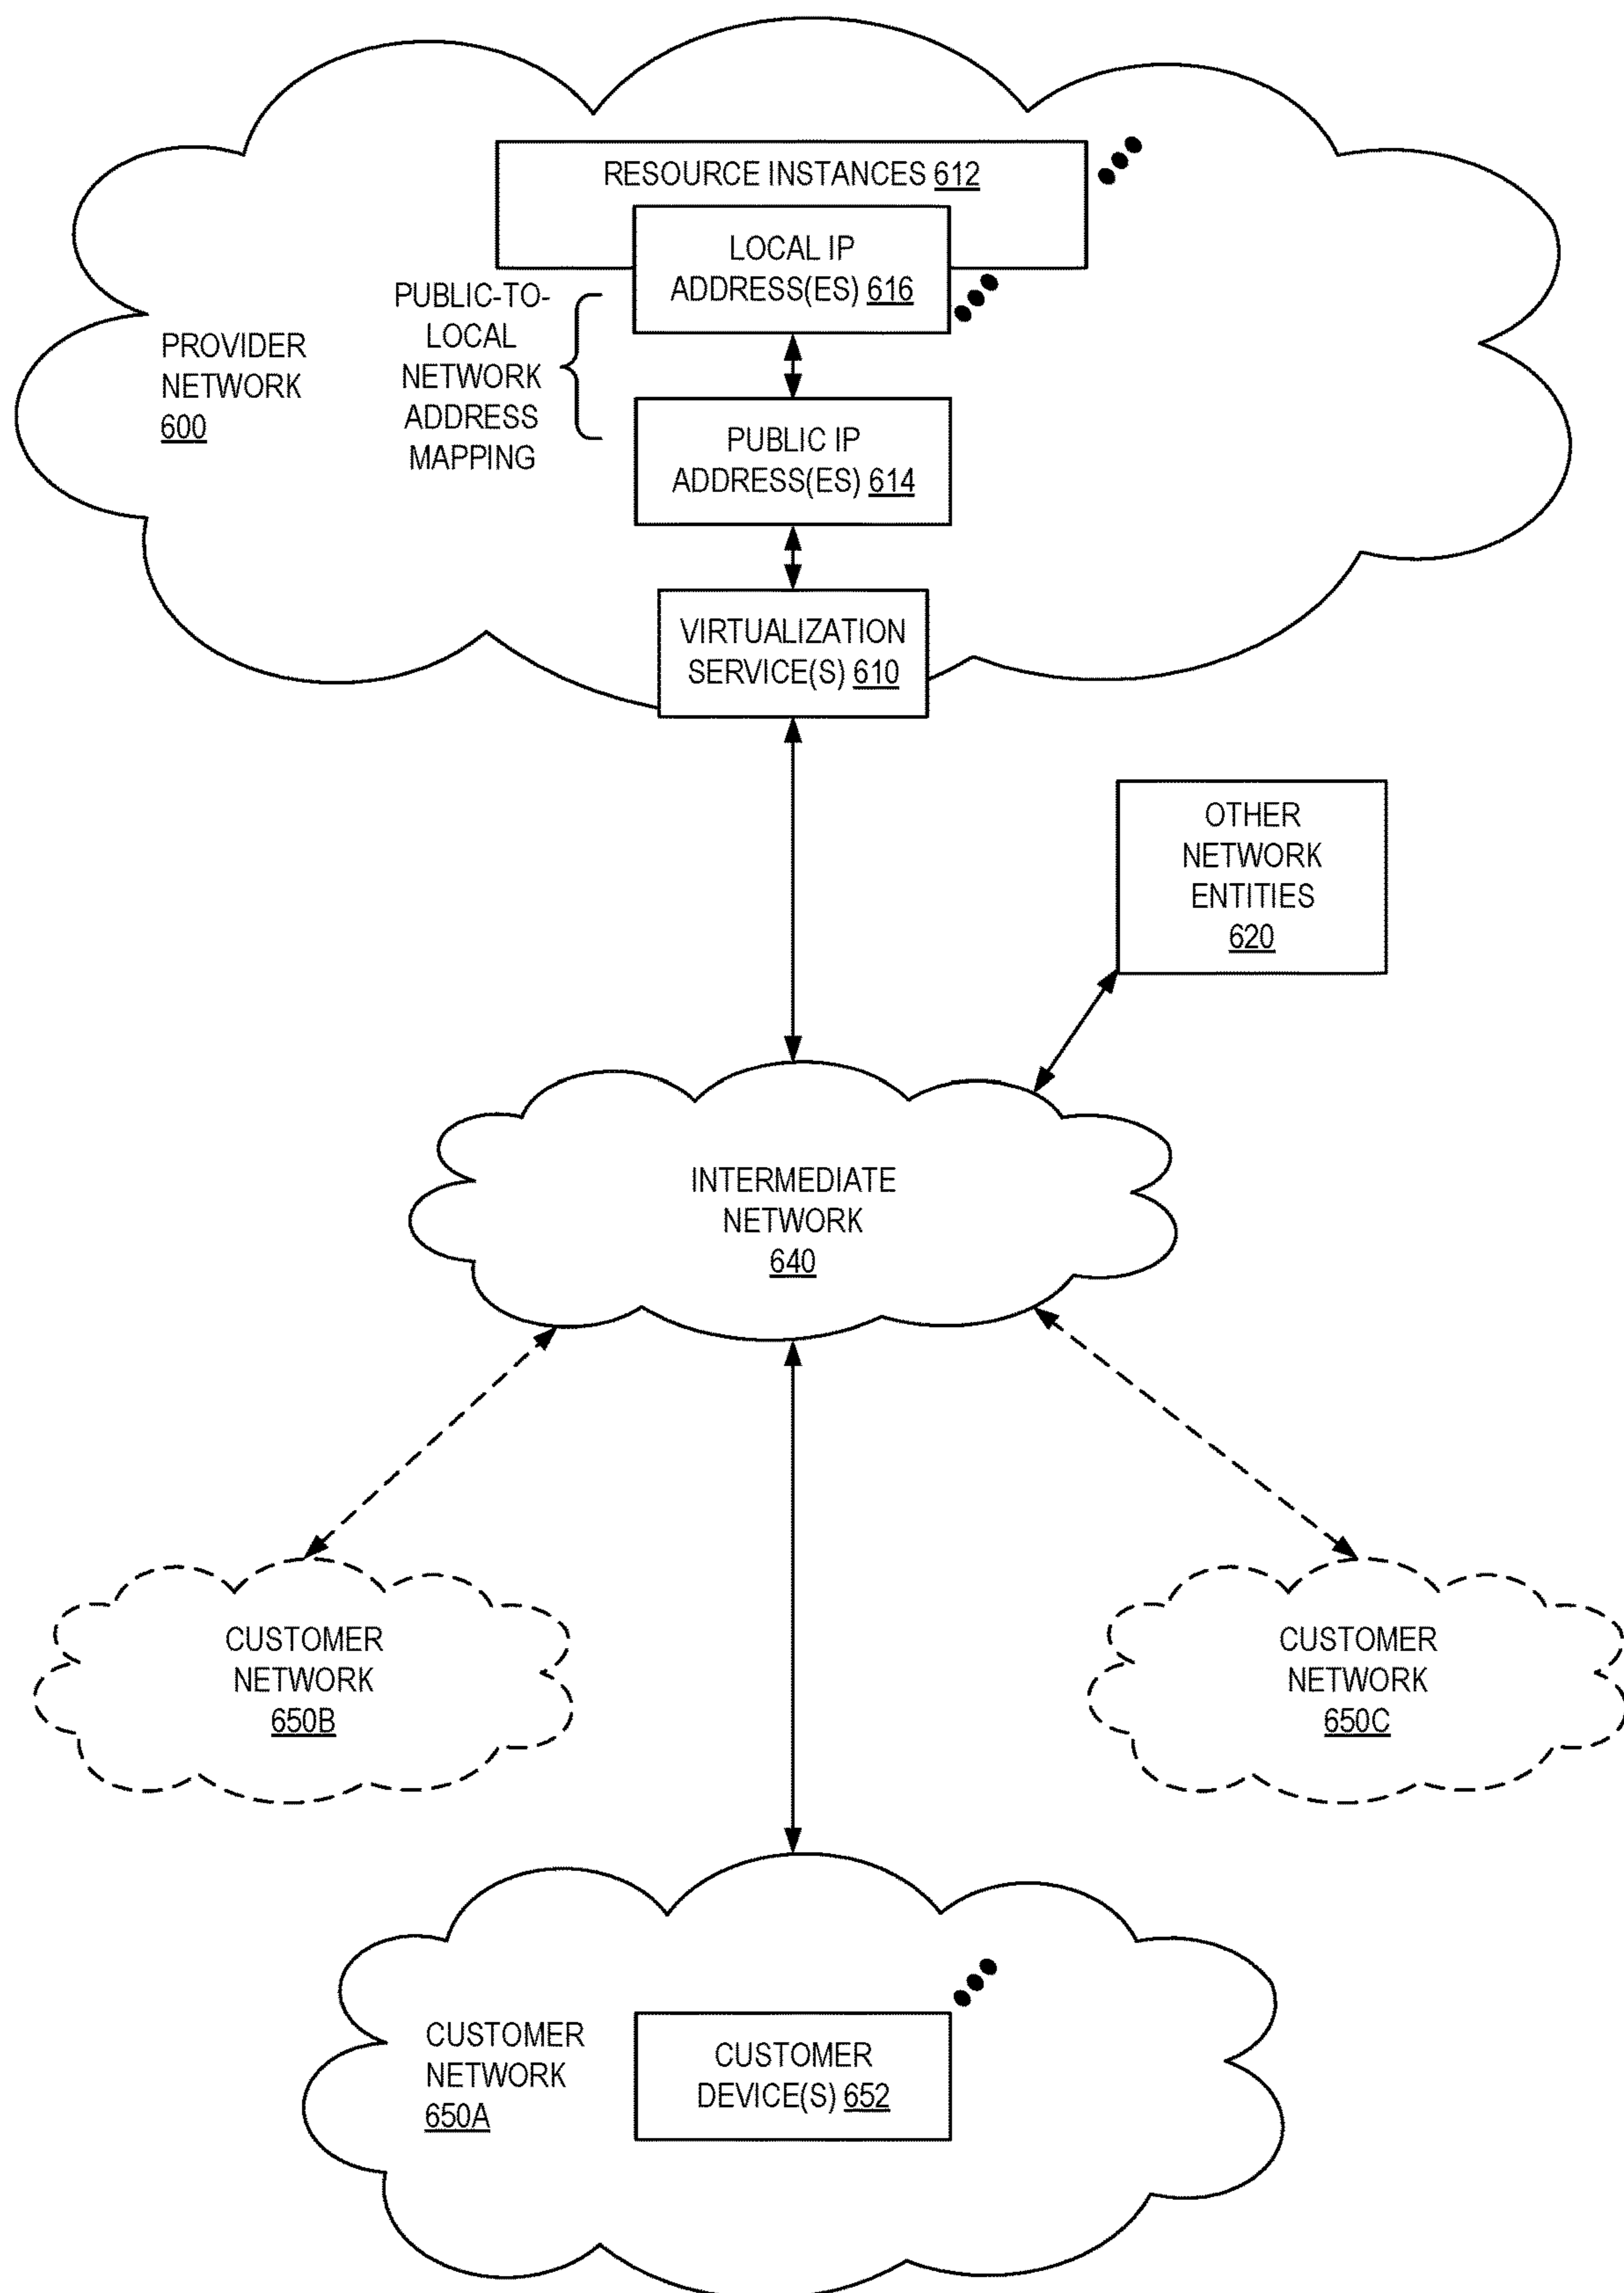 RESOURCE INSTANCES 612
LOCAL IP
ADDRESS(ES) 616
PUBLIC-TO-
LOCAL
NETWORK
ADDRESS
MAPPING
PROVIDER
NETWORK
600
PUBLIC IP
ADDRESS(ES) 614
VIRTUALIZATION
SERVICE(S) 610
OTHER
NETWORK
ENTITIES
620
INTERMEDIATE
NETWORK
640
CUSTOMER
NETWORK
650B
CUSTOMER
NETWORK
650C
CUSTOMER
NETWORK
650A
CUSTOMER
DEVICE(S) 652